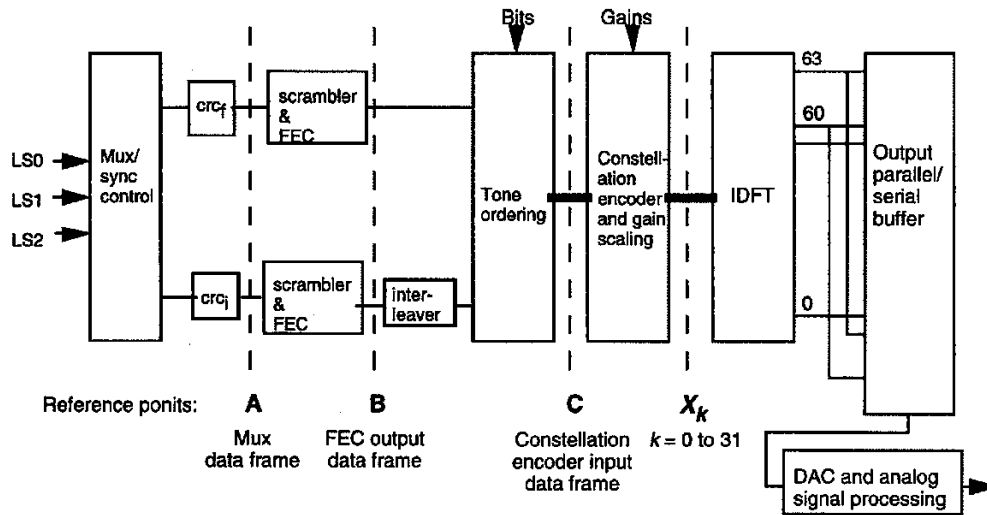 Bits
Gains
63
crc_f
scrambler
&
FEC
60
LS0
LS1
LS2
Mux/
sync
control
Tone
ordering
Constell-
ation
encoder
and gain
scaling
IDFT
Output
parallel/
serial
buffer
crc_i
scrambler
&
FEC
inter-
leaver
0
Reference ponits:
A
B
C
X_k
Mux
data frame
FEC output
data frame
Constellation
encoder input
data frame
k = 0 to 31
DAC and analog
signal processing